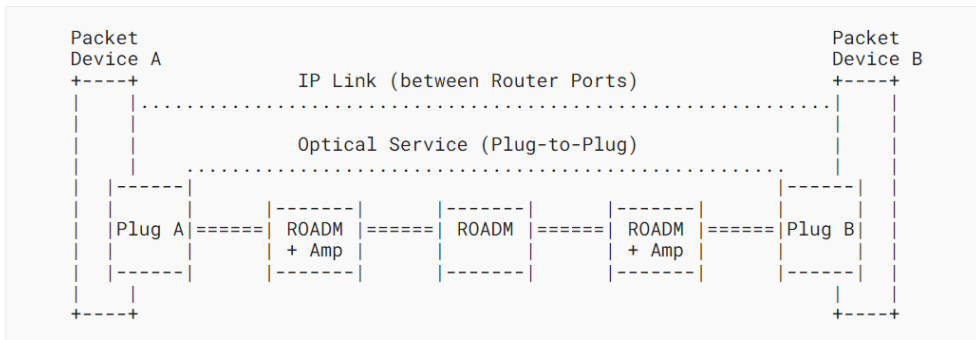 Packet Packet
Device A Device B
IP Link (between Router Ports)
Optical Service (Plug-to-Plug)
Plug A ROADM ROADM ROADM Plug B
+ Amp + Amp